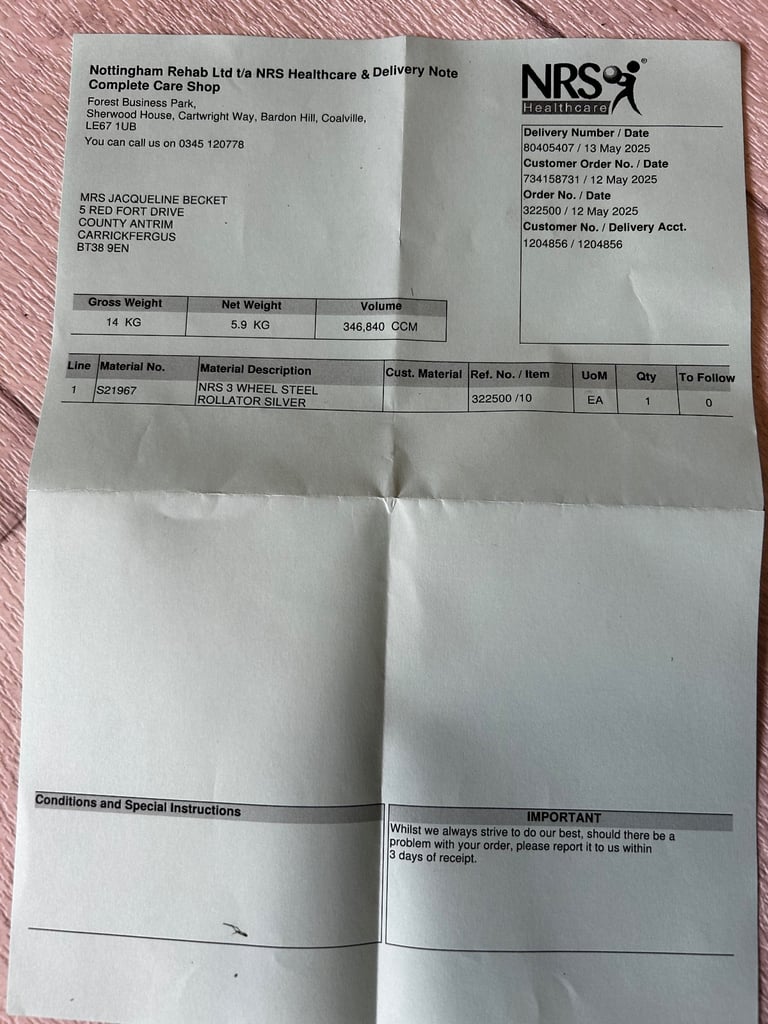 Nottingham Rehab Ltd t/a NRS Healthcare & Delivery Note
Complete Care Shop
Forest Business Park,
Sherwood House, Cartwright Way, Bardon Hill, Coalville,
LE67 1UB
You can call us on 0345 120778
NRS®
Healthcare
Delivery Number / Date
80405407 / 13 May 2025
Customer Order No. / Date
734158731 / 12 May 2025
Order No. / Date
322500 / 12 May 2025
Customer No. / Delivery Acct.
1204856 / 1204856
MRS JACQUELINE BECKET
5 RED FORT DRIVE
COUNTY ANTRIM
CARRICKFERGUS
BT38 9EN
Gross Weight Net Weight Volume
14 KG 5.9 KG 346,840 CCM
Line Material No. Material Description Cust. Material Ref. No. / Item UoM Qty To Follow
1 S21967 NRS 3 WHEEL STEEL 322500 /10 EA 1 0
ROLLATOR SILVER
Conditions and Special Instructions
IMPORTANT
Whilst we always strive to do our best, should there be a
problem with your order, please report it to us within
3 days of receipt.